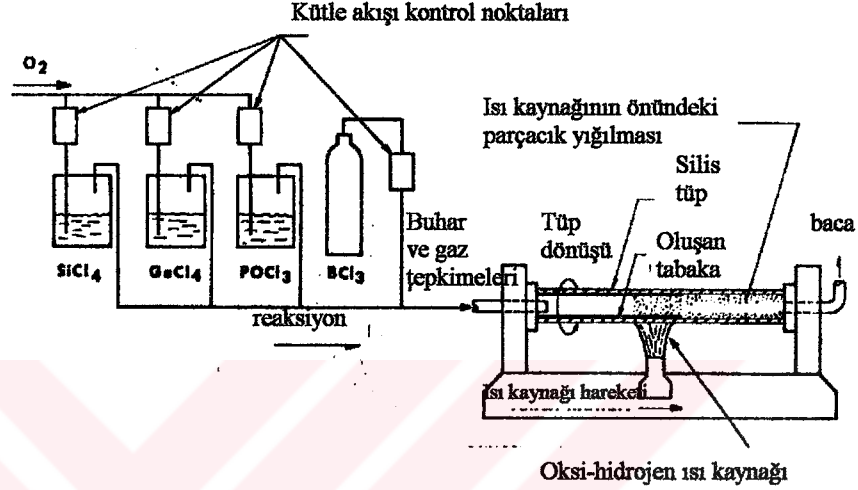 Kütle akışı kontrol noktaları
O2
Isı kaynağının önündeki
parçacık yığılması
Silis
tüp
Buhar
ve gaz
tepkimeleri
Tüp
dönüşü
Oluşan
tabaka
baca
SiCl4
GeCl4
POCl3
BCl3
reaksiyon
Isı kaynağı hareketi
Oksi-hidrojen ısı kaynağı